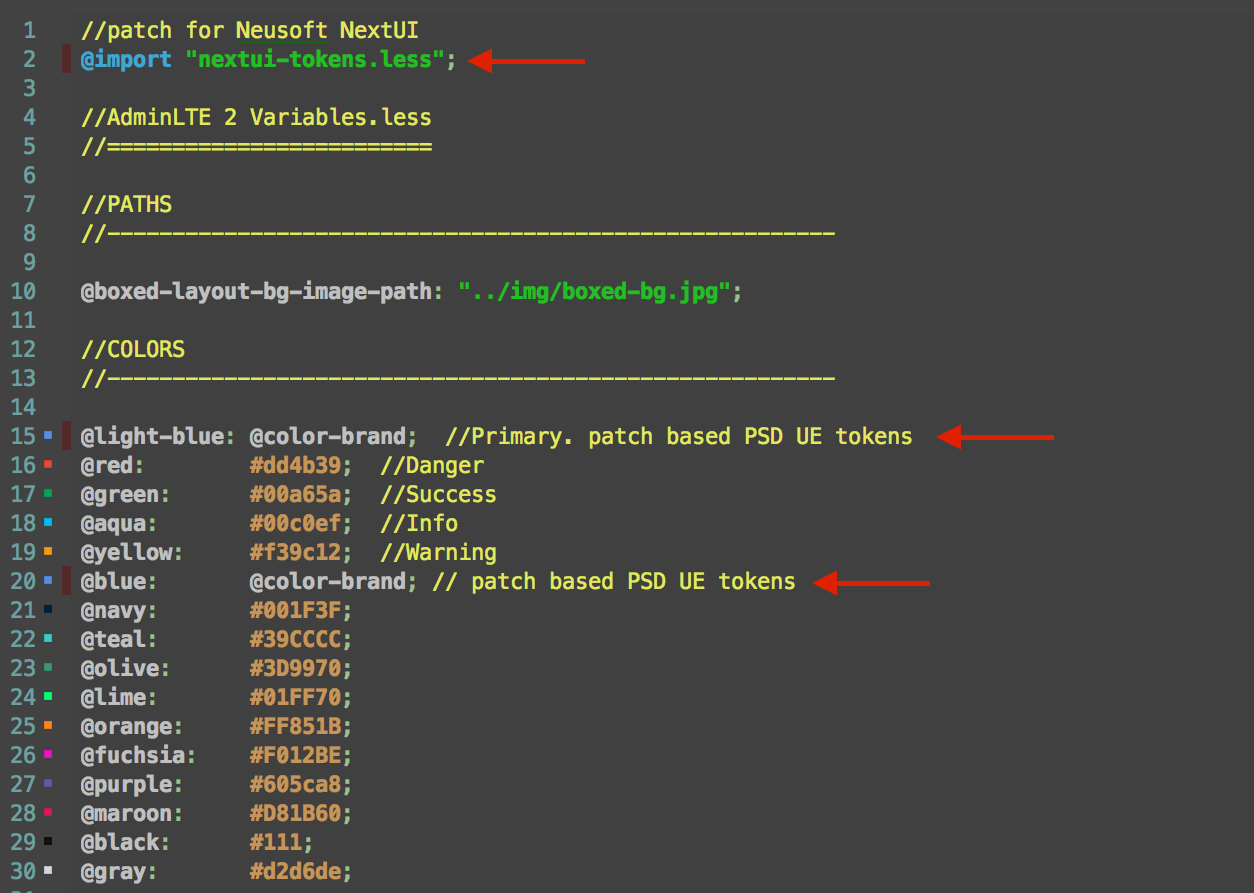 1 //patch for Neusoft NextUI
2 @import "nextui-tokens.less";
3
4 //AdminLTE 2 Variables.less
5 //=========================
6
7 //PATHS
8 //--------------------------------------------------------
9
10 @boxed-layout-bg-image-path: "../img/boxed-bg.jpg";
11
12 //COLORS
13 //--------------------------------------------------------
14
15 @light-blue: @color-brand; //Primary. patch based PSD UE tokens
16 @red: #dd4b39; //Danger
17 @green: #00a65a; //Success
18 @aqua: #00c0ef; //Info
19 @yellow: #f39c12; //Warning
20 @blue: @color-brand; // patch based PSD UE tokens
21 @navy: #001F3F;
22 @teal: #39CCCC;
23 @olive: #3D9970;
24 @lime: #01FF70;
25 @orange: #FF851B;
26 @fuchsia: #F012BE;
27 @purple: #605ca8;
28 @maroon: #D81B60;
29 @black: #111;
30 @gray: #d2d6de;